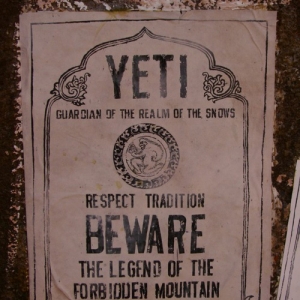 YETI
GUARDIAN OF THE REALM OF THE SNOWS
RESPECT TRADITION
BEWARE
THE LEGEND OF THE
FORBIDDEN MOUNTAIN